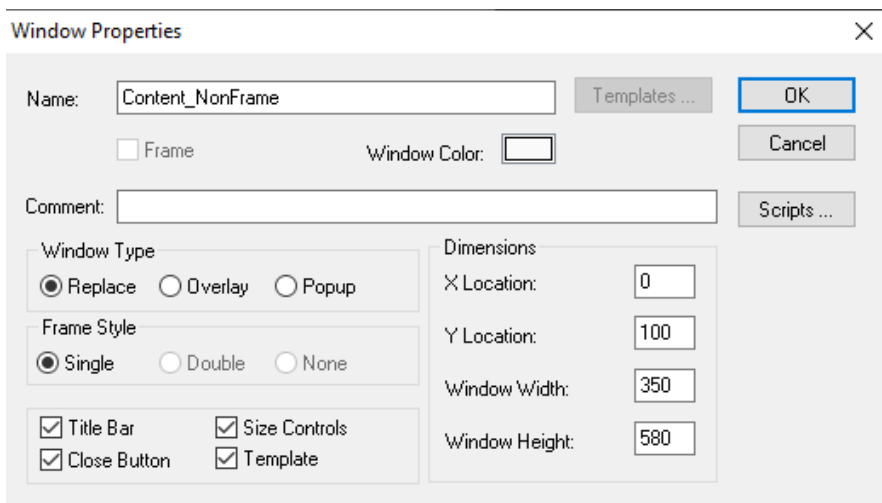 Window Properties
Name: Content_NonFrame Templates ... OK
Frame Window Color: Cancel
Comment: Scripts ...
Window Type Dimensions
Replace Overlay Popup X Location: 0
Frame Style Y Location: 100
Single Double None
Window Width: 350
Title Bar Size Controls
Window Height: 580
Close Button Template